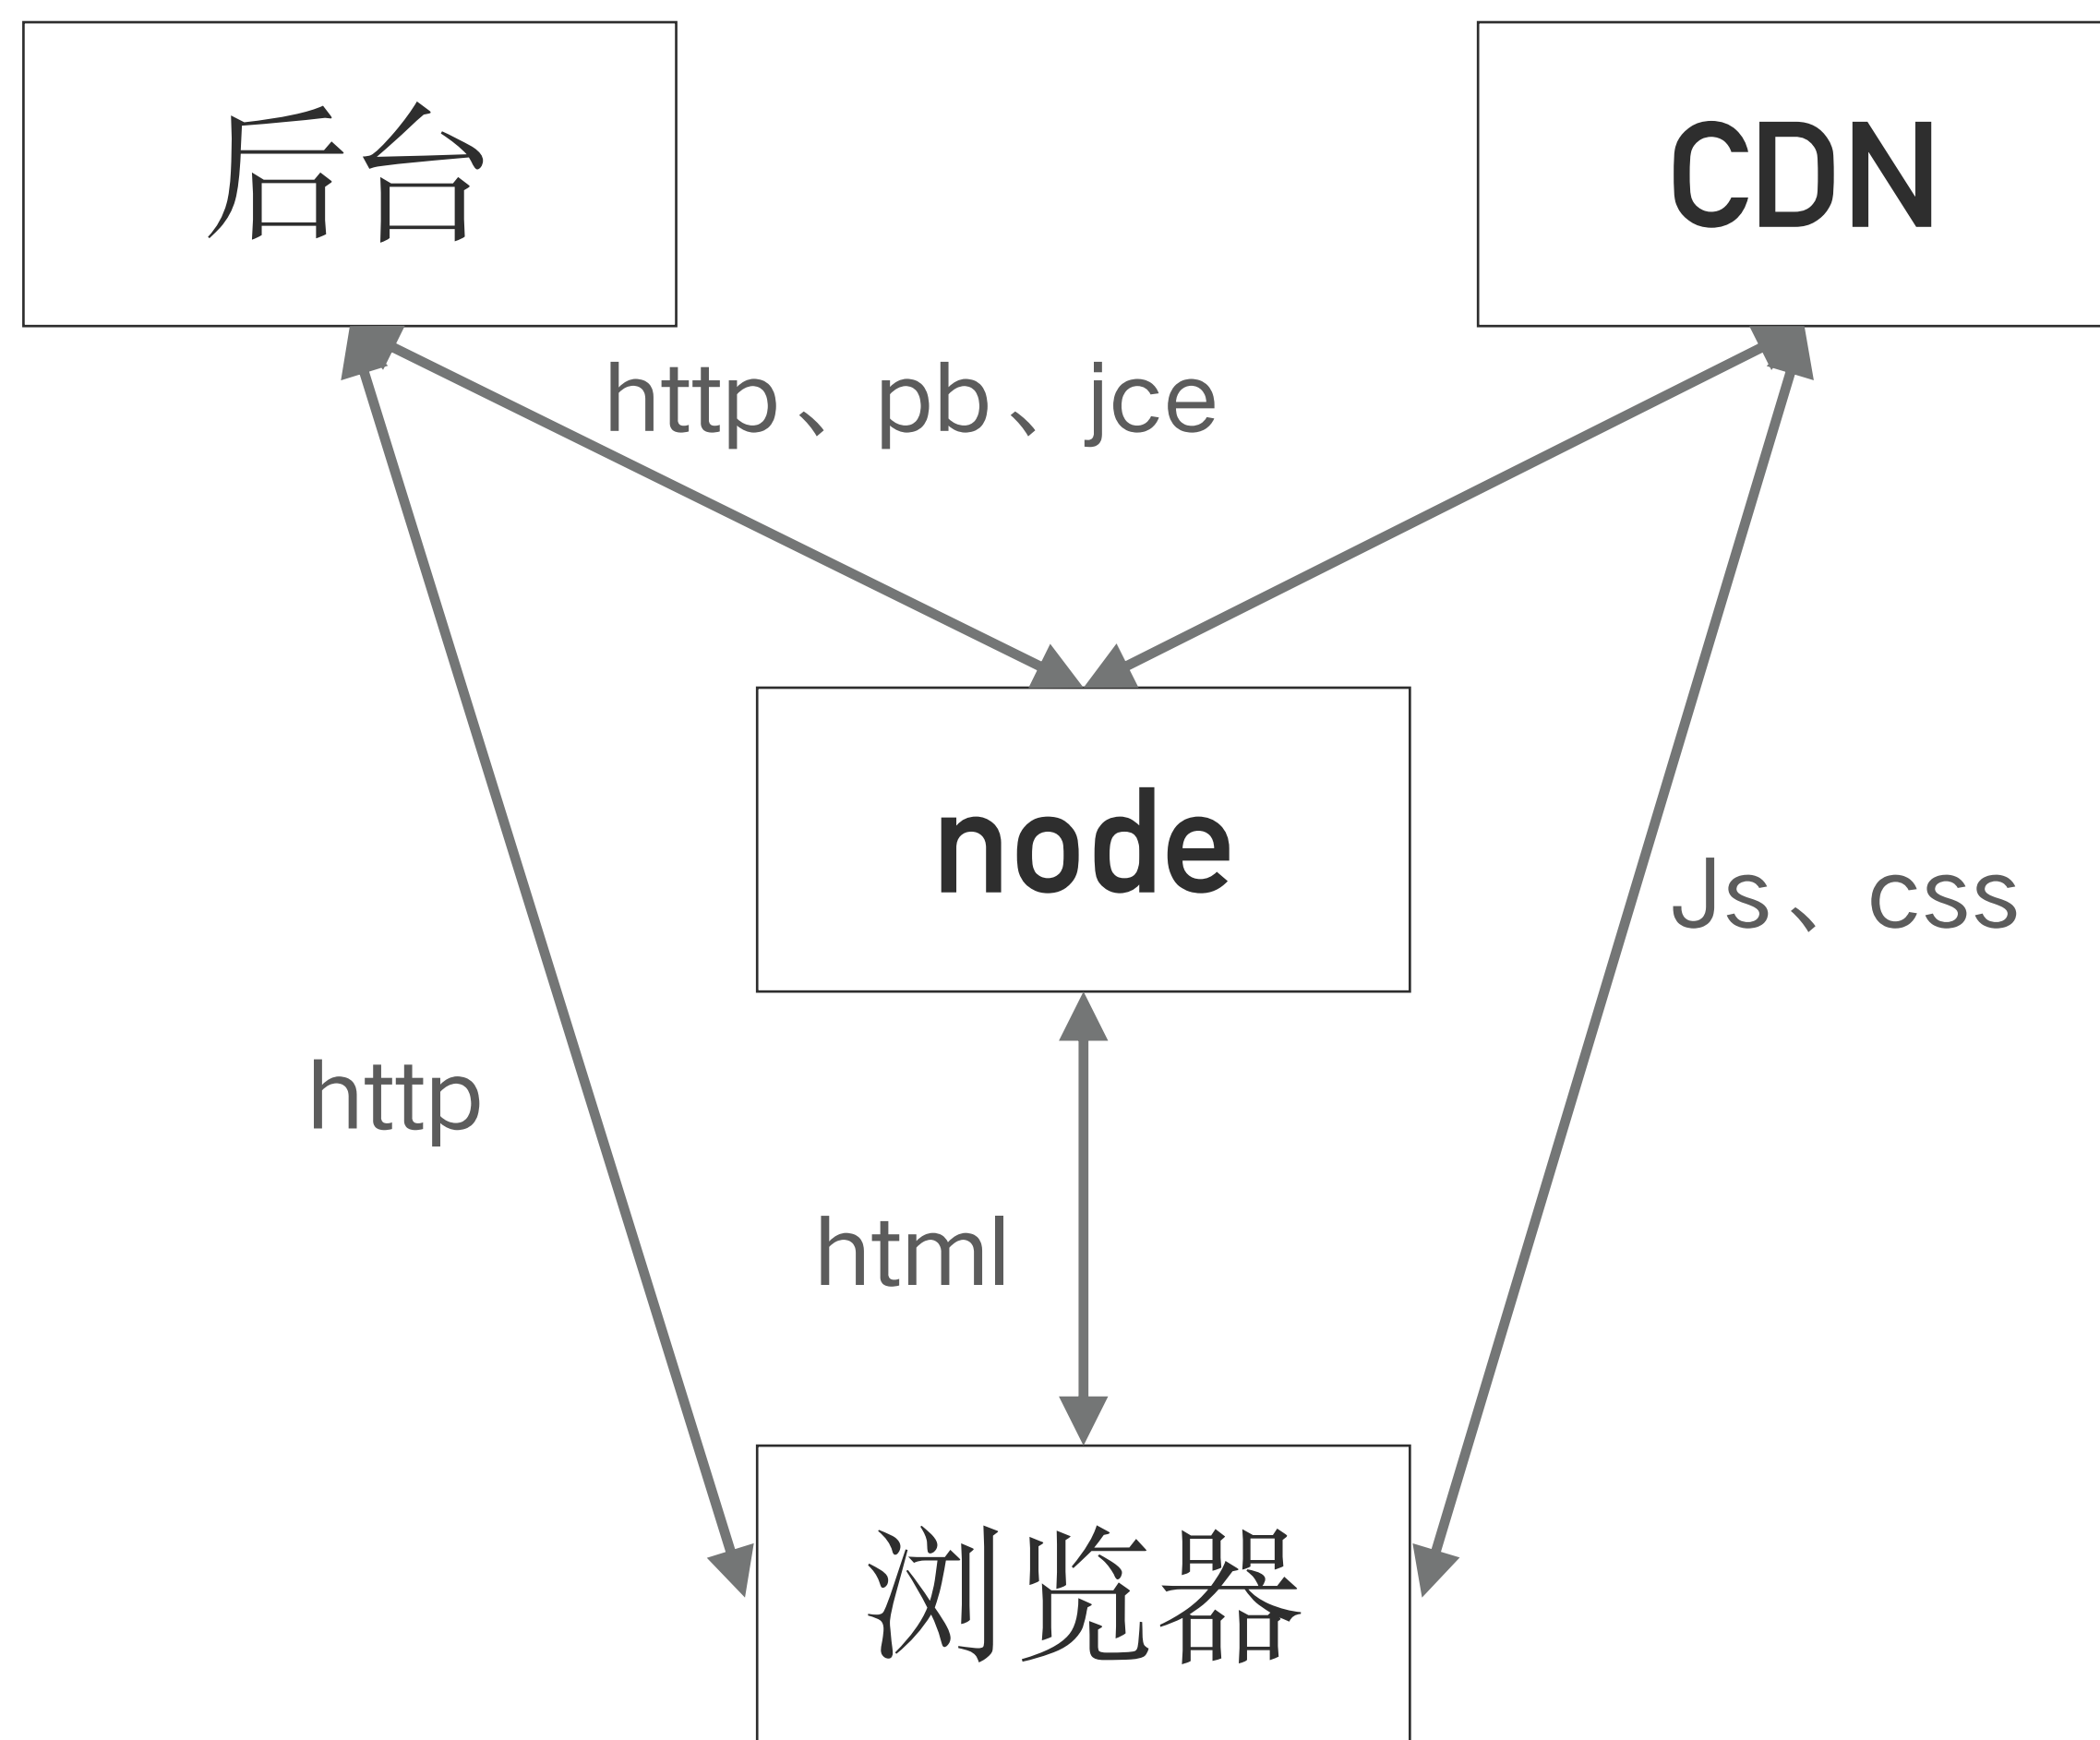 后台
CDN
http、pb、jce
node
Js、css
http
html
浏览器